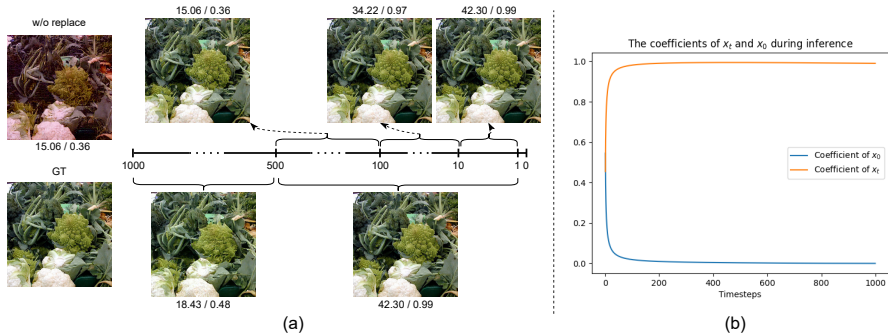 w/o replace
15.06 / 0.36
GT
15.06 / 0.36
34.22 / 0.97
42.30 / 0.99
1000
500
100
10
1
0
18.43 / 0.48
42.30 / 0.99
(a)
The coefficients of x_t and x_0 during inference
1.0
0.8
0.6
0.4
0.2
0.0
Coefficient of x_0
Coefficient of x_t
0
200
400
600
800
1000
Timesteps
(b)